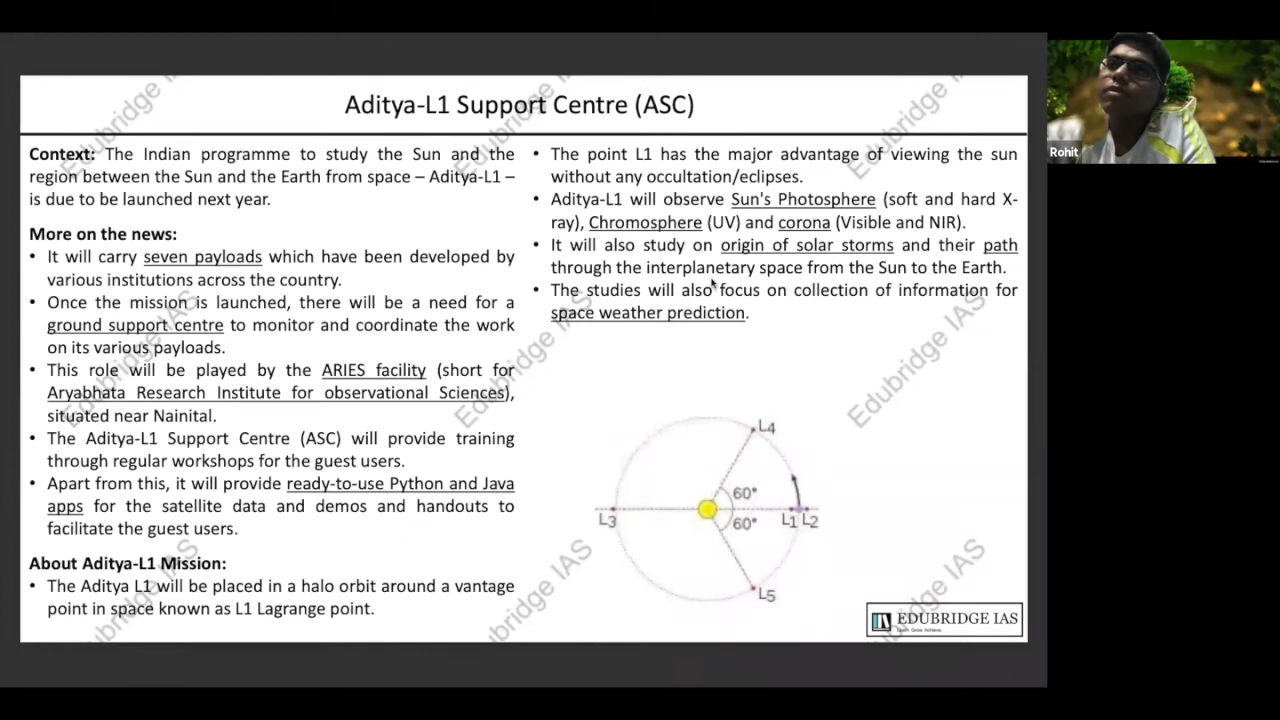 Aditya-L1 Support Centre (ASC)
Context: The Indian programme to study the Sun and the
region between the Sun and the Earth from space – Aditya-L1 –
is due to be launched next year.
More on the news:
• It will carry seven payloads which have been developed by
various institutions across the country.
• Once the mission is launched, there will be a need for a
ground support centre to monitor and coordinate the work
on its various payloads.
• This role will be played by the ARIES facility (short for
Aryabhata Research Institute for observational Sciences),
situated near Nainital.
• The Aditya-L1 Support Centre (ASC) will provide training
through regular workshops for the guest users.
• Apart from this, it will provide ready-to-use Python and Java
apps for the satellite data and demos and handouts to
facilitate the guest users.
About Aditya-L1 Mission:
• The Aditya L1 will be placed in a halo orbit around a vantage
point in space known as L1 Lagrange point.
• The point L1 has the major advantage of viewing the sun
without any occultation/eclipses.
• Aditya-L1 will observe Sun's Photosphere (soft and hard X-
ray), Chromosphere (UV) and corona (Visible and NIR).
• It will also study on origin of solar storms and their path
through the interplanetary space from the Sun to the Earth.
• The studies will also focus on collection of information for
space weather prediction.
L4
60°
L3
60°
L1 L2
L5
EDUBRIDGE IAS
Rohit
Edubridge IAS
Edubridge IAS
Edubridge IAS
Edubridge IAS
Edubridge IAS
Edubridge IAS